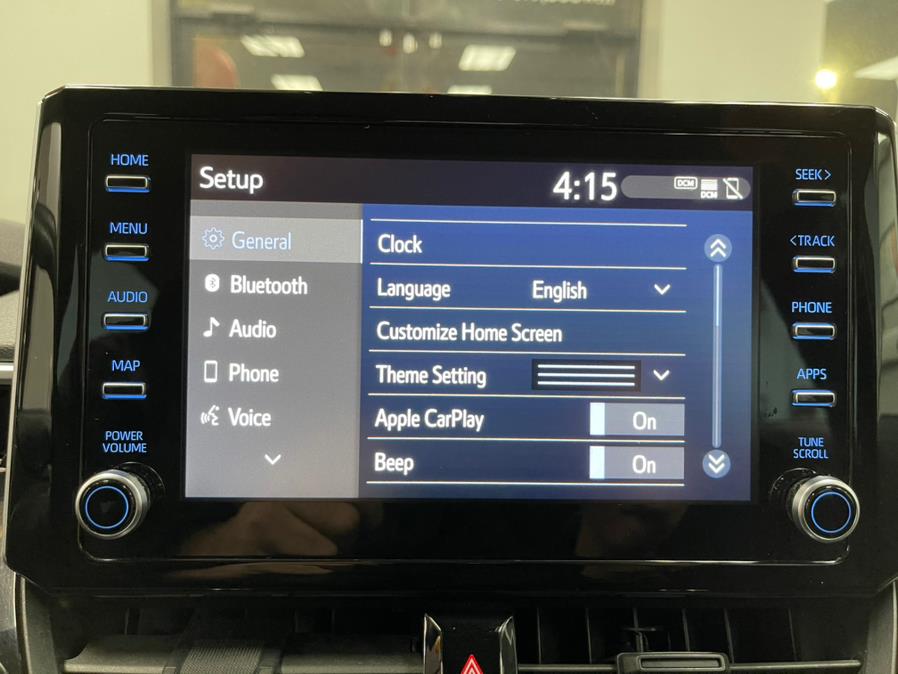 HOME
MENU
AUDIO
MAP
POWER
VOLUME
Setup
4:15
DCM
DCM
General
Bluetooth
Audio
Phone
Voice
Clock
Language English
Customize Home Screen
Theme Setting
Apple CarPlay On
Beep On
SEEK>
<TRACK
PHONE
APPS
TUNE
SCROLL